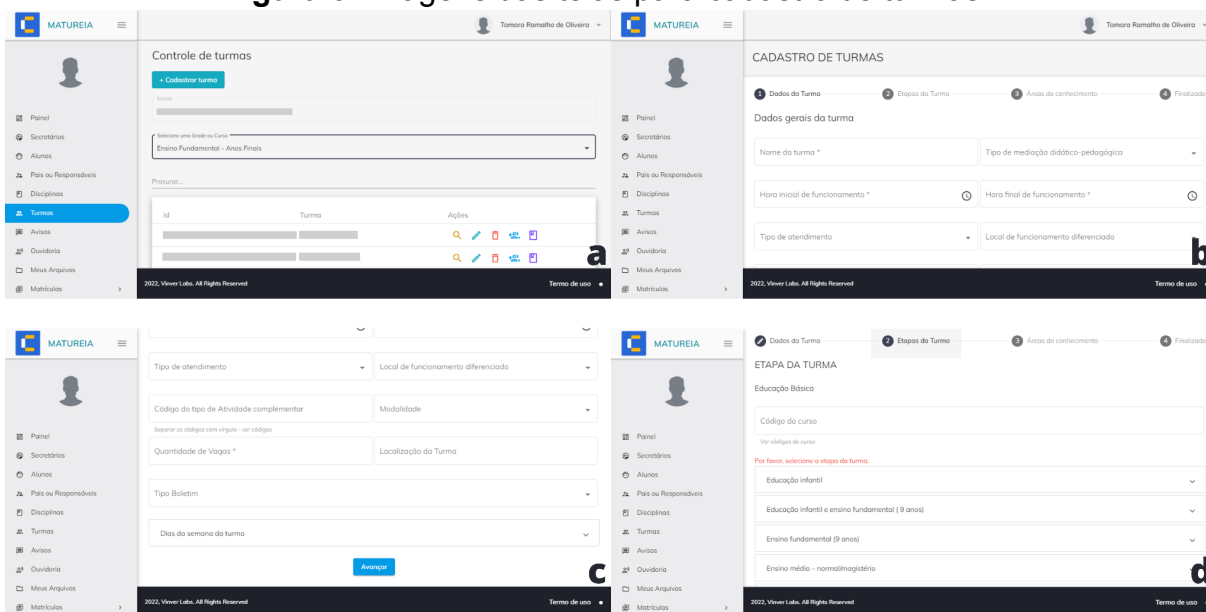 MATUREIA
Tamara Ramalho de Oliveira
Painel
Secretários
Alunos
Pais ou Responsáveis
Disciplinas
Turmas
Avisos
Ouvidoria
Meus Arquivos
Matrículas
Controle de turmas
+ Cadastrar turma
Escola
Selecione uma Etade ou Curso
Ensino Fundamental - Anos Finais
Procurar...
id Turma Ações
a
2022, Vinver Labs. All Rights Reserved Termo de uso
MATUREIA
Tamara Ramalho de Oliveira
Painel
Secretários
Alunos
Pais ou Responsáveis
Disciplinas
Turmas
Avisos
Ouvidoria
Meus Arquivos
Matrículas
CADASTRO DE TURMAS
1 Dados da Turma 2 Etapas da Turma 3 Áreas do conhecimento 4 Finalizado
Dados gerais da turma
Nome da turma * Tipo de mediação didático-pedagógica
Hora inicial de funcionamento * Hora final de funcionamento *
Tipo de atendimento Local de funcionamento diferenciado
b
2022, Vinver Labs. All Rights Reserved Termo de uso
MATUREIA
Painel
Secretários
Alunos
Pais ou Responsáveis
Disciplinas
Turmas
Avisos
Ouvidoria
Meus Arquivos
Matrículas
Tipo de atendimento Local de funcionamento diferenciado
Código do tipo de Atividade complementar Modalidade
Separar os códigos com vírgula - ver códigos
Quantidade de Vagas * Localização da Turma
Tipo Boletim
Dias da semana da turma
Avançar
c
2022, Vinver Labs. All Rights Reserved Termo de uso
MATUREIA
Painel
Secretários
Alunos
Pais ou Responsáveis
Disciplinas
Turmas
Avisos
Ouvidoria
Meus Arquivos
Matrículas
Dados da Turma 2 Etapas da Turma 3 Áreas do conhecimento 4 Finalizado
ETAPA DA TURMA
Educação Básica
Código do curso
Ver códigos do curso
Por favor, selecione a etapa da turma.
Educação infantil
Educação infantil e ensino fundamental ( 9 anos)
Ensino fundamental (9 anos)
Ensino médio – normal/magistério
d
2022, Vinver Labs. All Rights Reserved Termo de uso